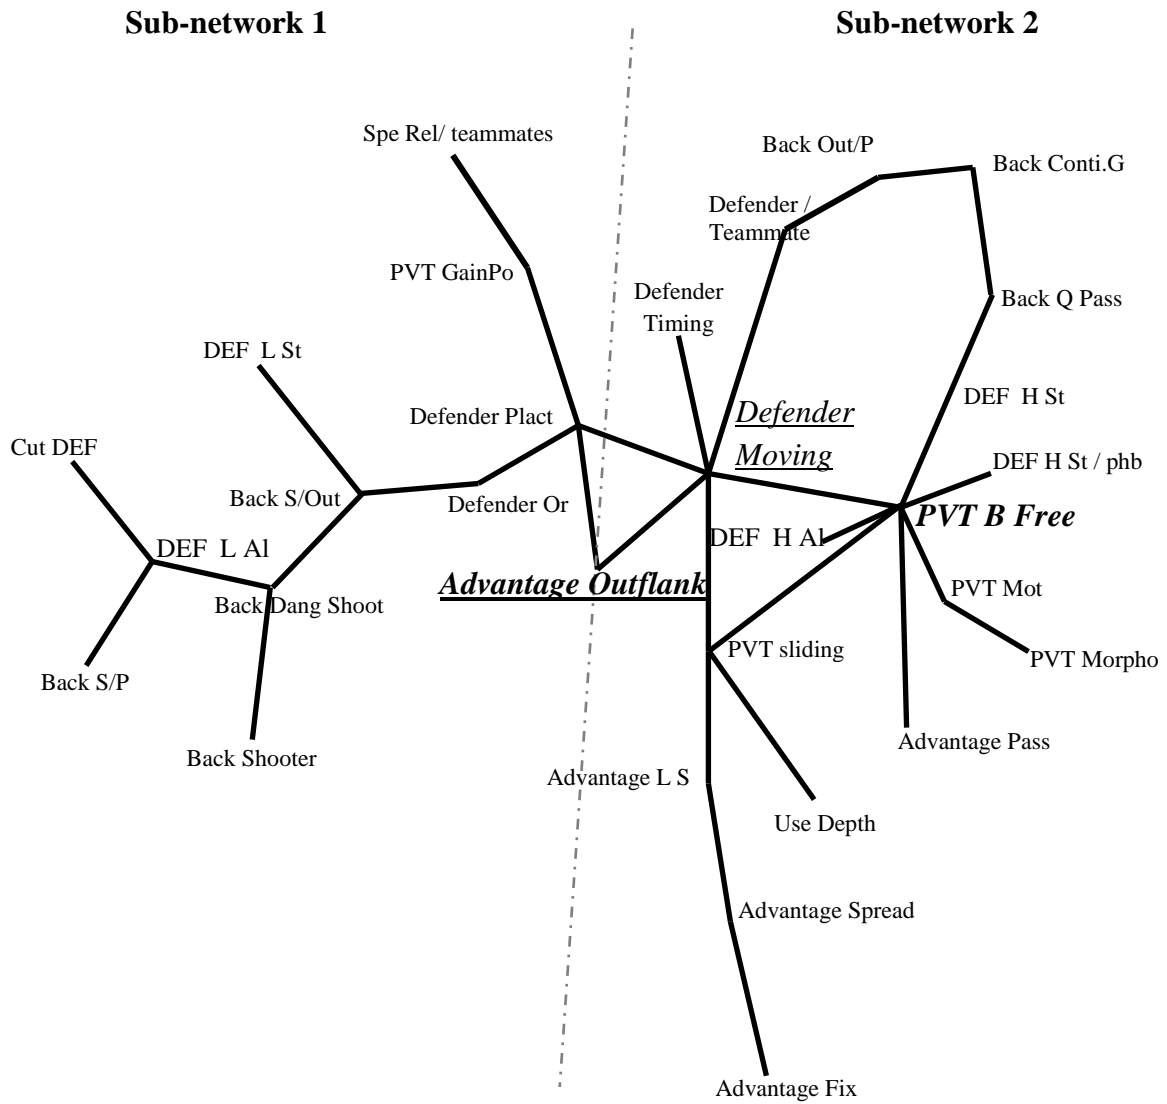 Sub-network 1
Sub-network 2
Spe Rel/ teammates
Back Out/P
Back Conti.G
Defender /
Teammate
PVT GainPo
Defender
Timing
Back Q Pass
DEF L St
DEF H St
Defender Plact
Defender
Moving
Cut DEF
DEF H St / phb
Back S/Out
Defender Or
PVT B Free
DEF L Al
DEF H Al
Advantage Outflank
PVT Mot
Back Dang Shoot
PVT sliding
PVT Morpho
Back S/P
Advantage Pass
Back Shooter
Advantage L S
Use Depth
Advantage Spread
Advantage Fix